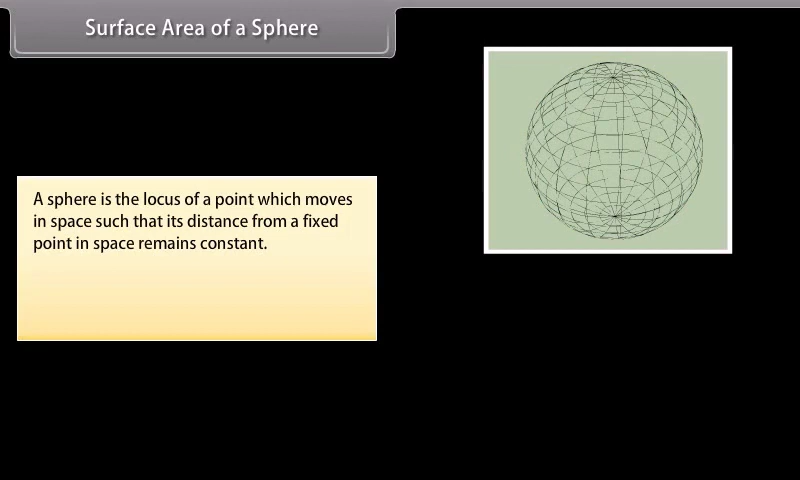 Surface Area of a Sphere
A sphere is the locus of a point which moves
in space such that its distance from a fixed
point in space remains constant.